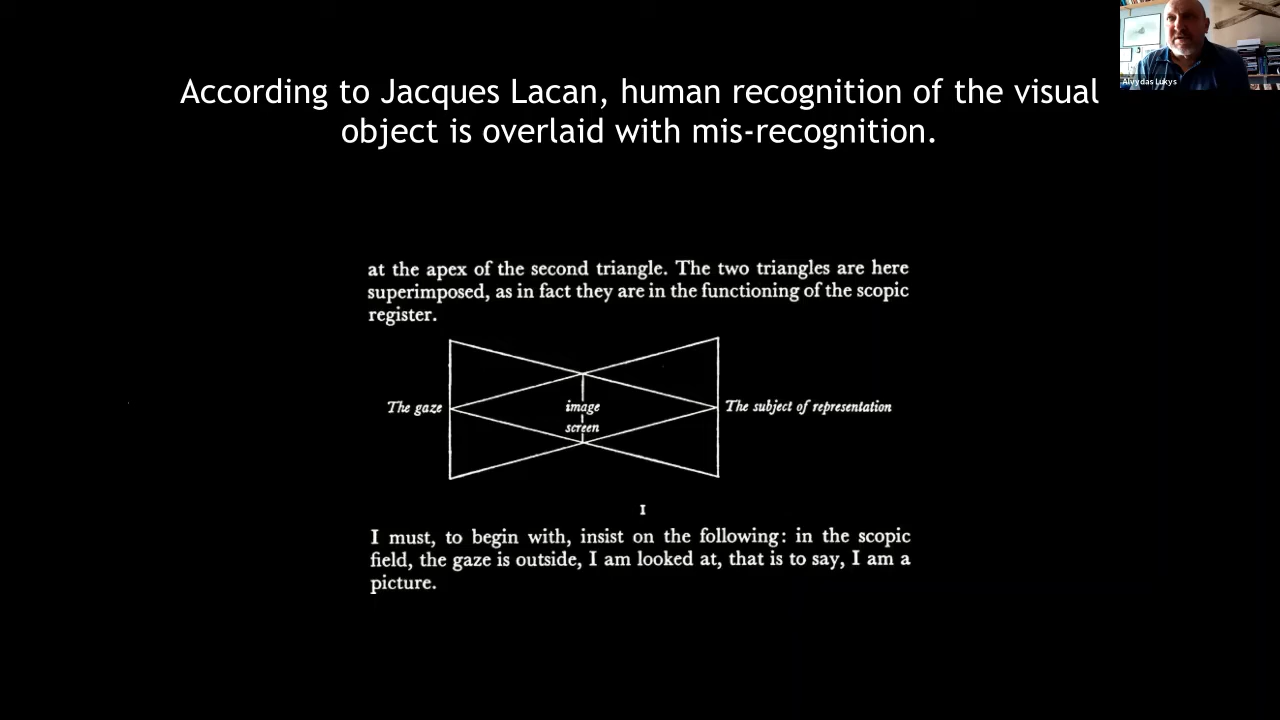 According to Jacques Lacan, human recognition of the visual
object is overlaid with mis-recognition.
Alvydas Lukys
at the apex of the second triangle. The two triangles are here
superimposed, as in fact they are in the functioning of the scopic
register.
The gaze
image
screen
The subject of representation
I
I must, to begin with, insist on the following: in the scopic
field, the gaze is outside, I am looked at, that is to say, I am a
picture.